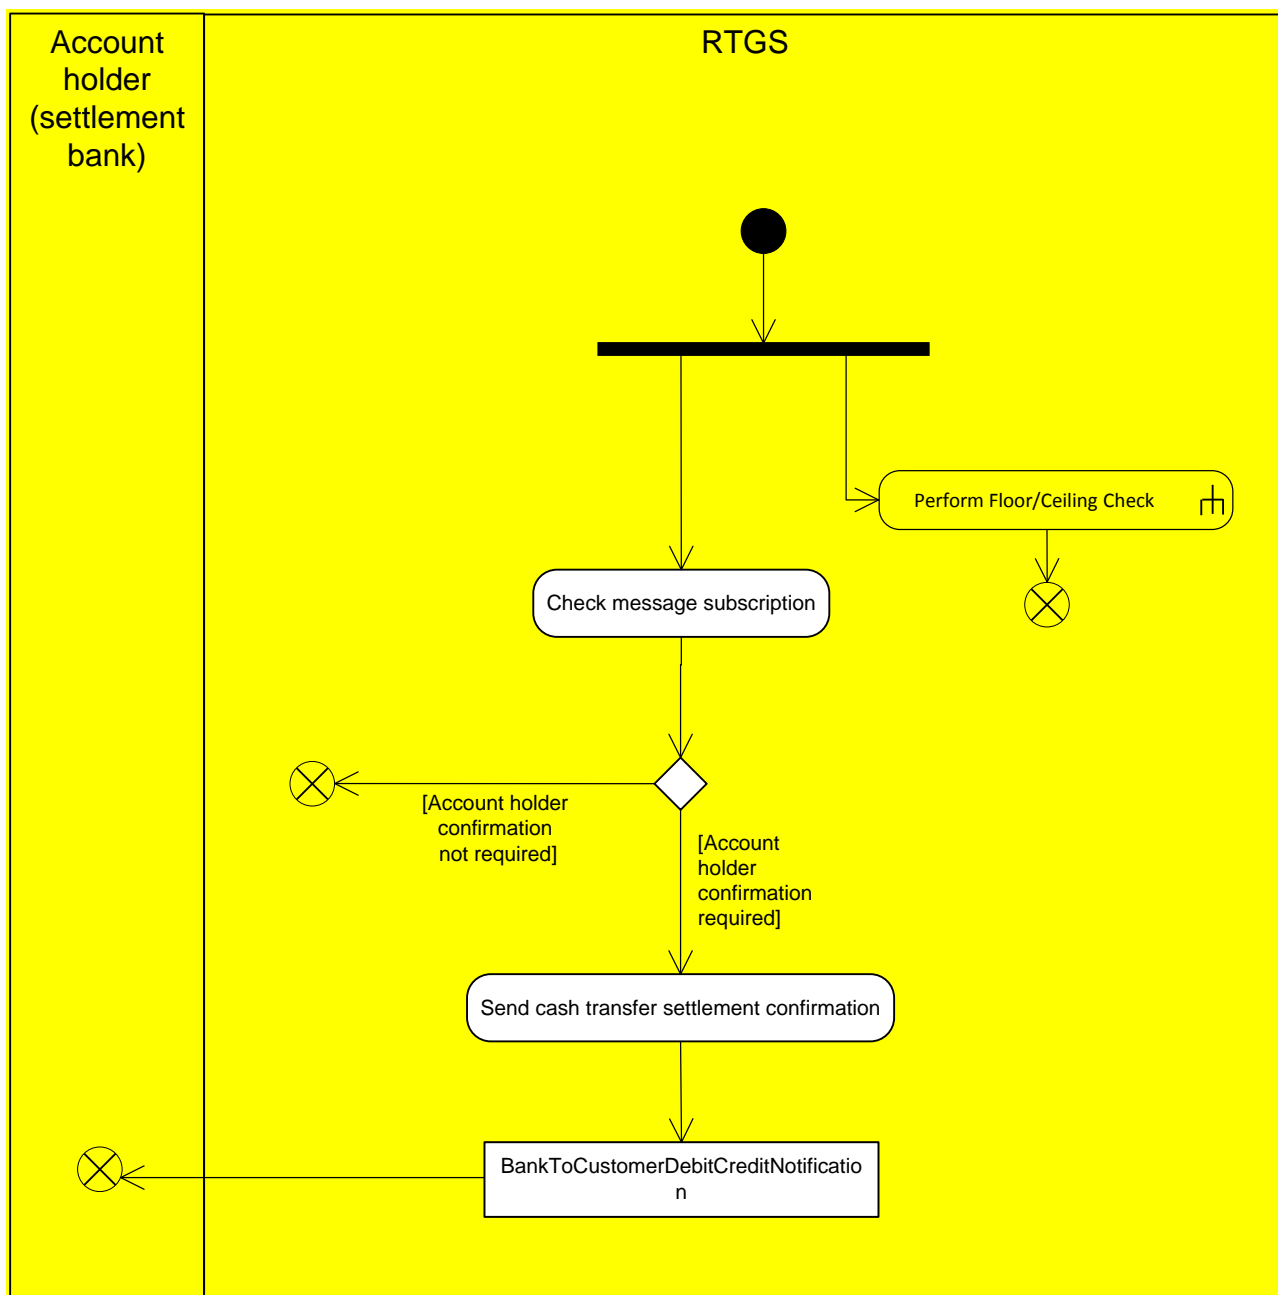 Account
holder
(settlement
bank)
RTGS
Perform Floor/Ceiling Check
Check message subscription
[Account holder
confirmation
not required]
[Account
holder
confirmation
required]
Send cash transfer settlement confirmation
BankToCustomerDebitCreditNotificatio
n